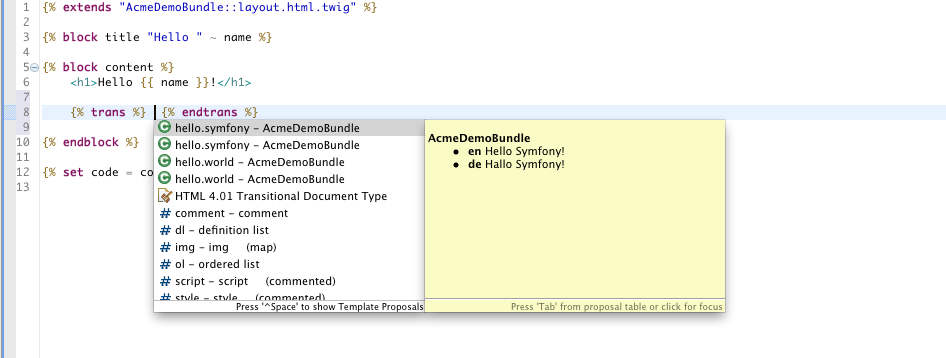 1 {% extends "AcmeDemoBundle::layout.html.twig" %}
2
3 {% block title "Hello " ~ name %}
4
5 {% block content %}
6 <h1>Hello {{ name }}!</h1>
7
8 {% trans %} {% endtrans %}
9
10 {% endblock %}
11
12 {% set code = co
13
hello.symfony – AcmeDemoBundle
hello.symfony – AcmeDemoBundle
hello.world – AcmeDemoBundle
hello.world – AcmeDemoBundle
HTML 4.01 Transitional Document Type
# comment – comment
# dl – definition list
# img – img (map)
# ol – ordered list
# script – script (commented)
# style – style (commented)
Press '^Space' to show Template Proposals
AcmeDemoBundle
• en Hello Symfony!
• de Hallo Symfony!
Press 'Tab' from proposal table or click for focus